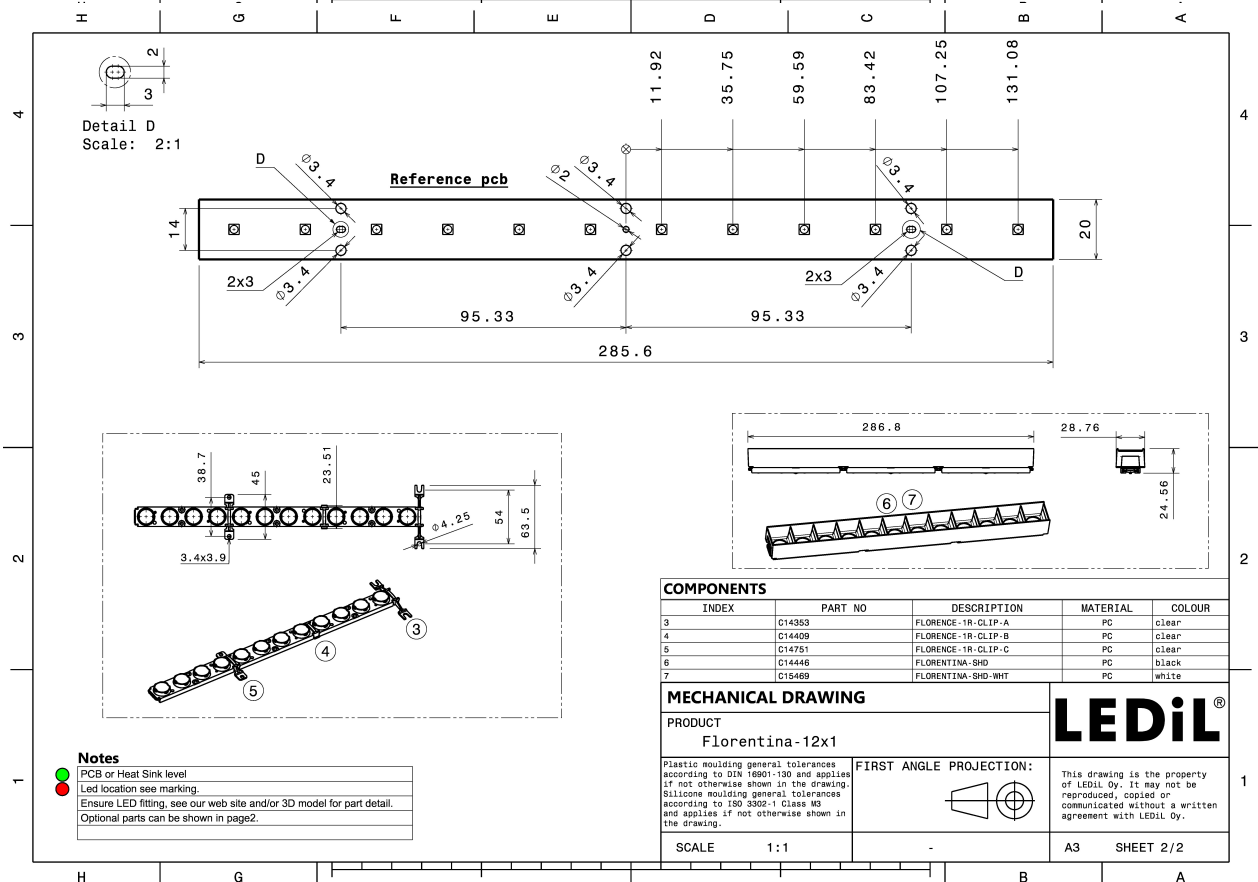 H G F E D C B A
4
3
2
1
2
3
Detail D
Scale: 2:1
11.92
35.75
59.59
83.42
107.25
131.08
D
Ø3.4
Reference pcb
Ø2
Ø3.4
Ø3.4
14
20
2x3
Ø3.4
Ø3.4
2x3
Ø3.4
D
95.33
95.33
285.6
38.7
45
23.51
Ø4.25
54
63.5
3.4x3.9
3
4
5
286.8
28.76
24.56
6 7
COMPONENTS
INDEX PART NO DESCRIPTION MATERIAL COLOUR
3 C14353 FLORENCE-1R-CLIP-A PC clear
4 C14409 FLORENCE-1R-CLIP-B PC clear
5 C14751 FLORENCE-1R-CLIP-C PC clear
6 C14446 FLORENTINA-SHD PC black
7 C15469 FLORENTINA-SHD-WHT PC white
MECHANICAL DRAWING
PRODUCT
Florentina-12x1
LEDiL®
Plastic moulding general tolerances
according to DIN 16901-130 and applies
if not otherwise shown in the drawing.
Silicone moulding general tolerances
according to ISO 3302-1 Class M3
and applies if not otherwise shown in
the drawing.
FIRST ANGLE PROJECTION:
This drawing is the property
of LEDiL Oy. It may not be
reproduced, copied or
communicated without a written
agreement with LEDiL Oy.
SCALE 1:1
-
A3 SHEET 2/2
Notes
PCB or Heat Sink level
Led location see marking.
Ensure LED fitting, see our web site and/or 3D model for part detail.
Optional parts can be shown in page2.
4
3
2
1
H G B A